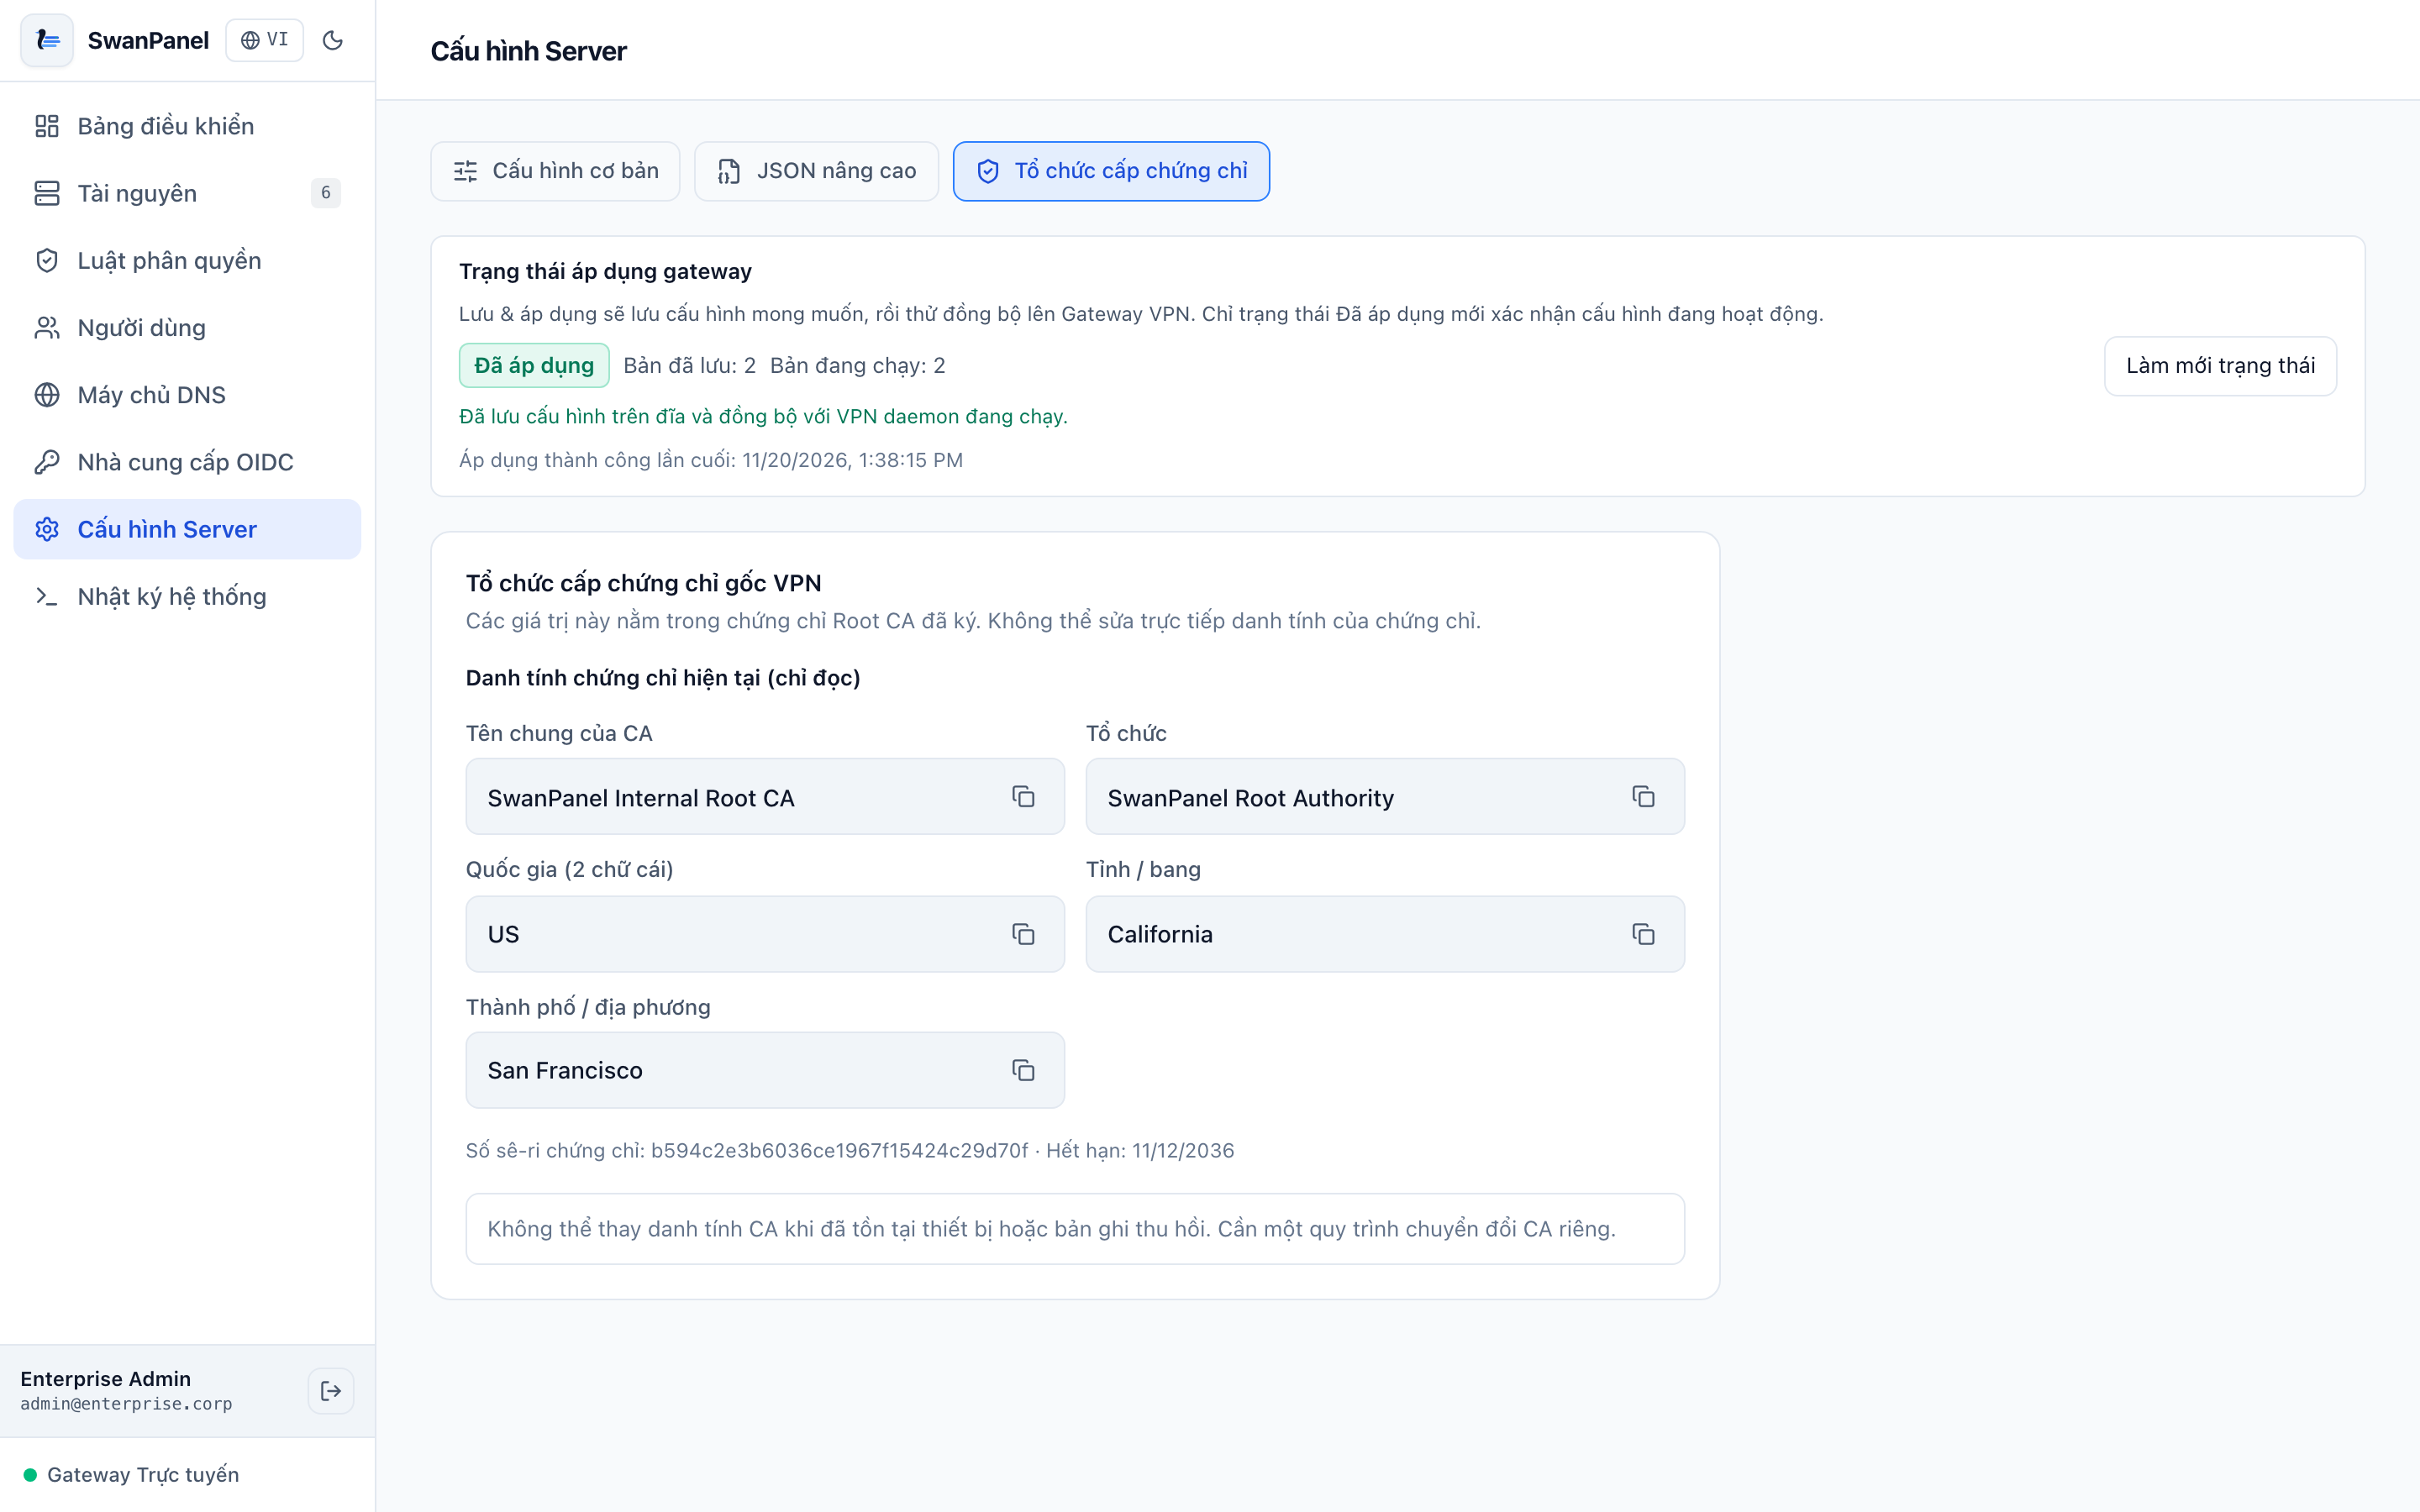 SwanPanel
VI
Bảng điều khiển
Tài nguyên
6
Luật phân quyền
Người dùng
Máy chủ DNS
Nhà cung cấp OIDC
Cấu hình Server
Nhật ký hệ thống
Enterprise Admin
admin@enterprise.corp
Gateway Trực tuyến
Cấu hình Server
Cấu hình cơ bản
JSON nâng cao
Tổ chức cấp chứng chỉ
Trạng thái áp dụng gateway
Lưu & áp dụng sẽ lưu cấu hình mong muốn, rồi thử đồng bộ lên Gateway VPN. Chỉ trạng thái Đã áp dụng mới xác nhận cấu hình đang hoạt động.
Đã áp dụng Bản đã lưu: 2 Bản đang chạy: 2
Làm mới trạng thái
Đã lưu cấu hình trên đĩa và đồng bộ với VPN daemon đang chạy.
Áp dụng thành công lần cuối: 11/20/2026, 1:38:15 PM
Tổ chức cấp chứng chỉ gốc VPN
Các giá trị này nằm trong chứng chỉ Root CA đã ký. Không thể sửa trực tiếp danh tính của chứng chỉ.
Danh tính chứng chỉ hiện tại (chỉ đọc)
Tên chung của CA
SwanPanel Internal Root CA
Tổ chức
SwanPanel Root Authority
Quốc gia (2 chữ cái)
US
Tỉnh / bang
California
Thành phố / địa phương
San Francisco
Số sê-ri chứng chỉ: b594c2e3b6036ce1967f15424c29d70f · Hết hạn: 11/12/2036
Không thể thay danh tính CA khi đã tồn tại thiết bị hoặc bản ghi thu hồi. Cần một quy trình chuyển đổi CA riêng.